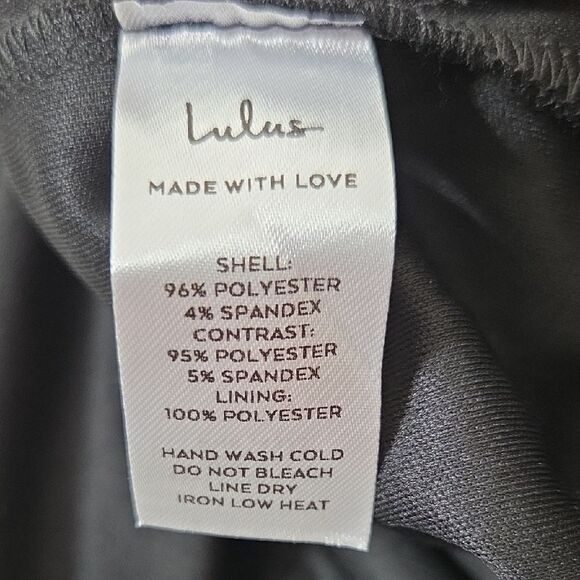 Lulus
MADE WITH LOVE
SHELL:
96% POLYESTER
4% SPANDEX
CONTRAST:
95% POLYESTER
5% SPANDEX
LINING:
100% POLYESTER
HAND WASH COLD
DO NOT BLEACH
LINE DRY
IRON LOW HEAT